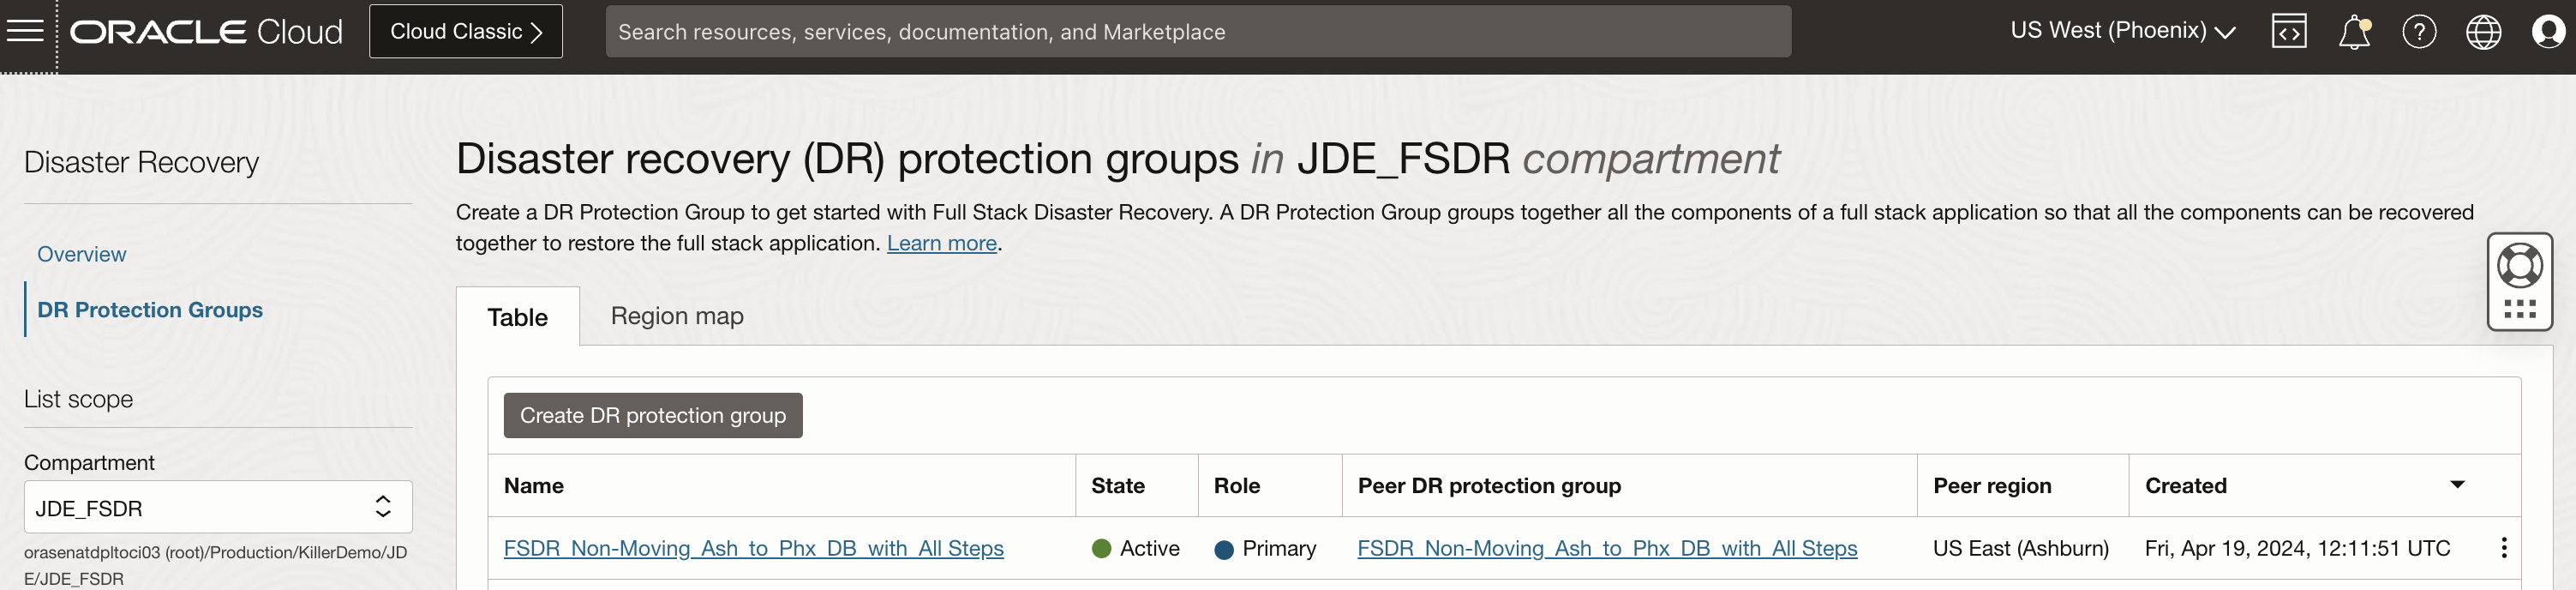 ORACLE Cloud
Cloud Classic
Search resources, services, documentation, and Marketplace
US West (Phoenix)
Disaster Recovery
Overview
DR Protection Groups
List scope
Compartment
JDE_FSDR
orasenatdpltoci03 (root)/Production/KillerDemo/JD
E/JDE_FSDR
Disaster recovery (DR) protection groups in JDE_FSDR compartment
Create a DR Protection Group to get started with Full Stack Disaster Recovery. A DR Protection Group groups together all the components of a full stack application so that all the components can be recovered
together to restore the full stack application. Learn more.
Table Region map
Create DR protection group
Name State Role Peer DR protection group Peer region Created
FSDR_Non-Moving_Ash_to_Phx_DB_with_All Steps Active Primary FSDR_Non-Moving_Ash_to_Phx_DB_with_All Steps US East (Ashburn) Fri, Apr 19, 2024, 12:11:51 UTC